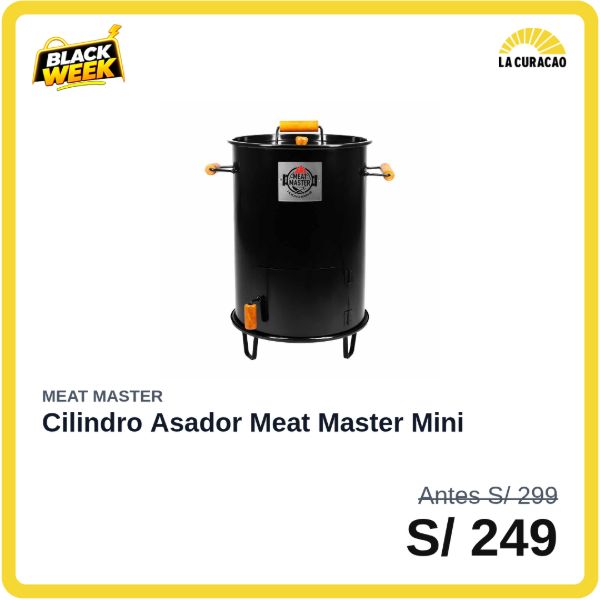 BLACK
WEEK
LA CURACAO
MEAT
MASTER
MEAT MASTER
Cilindro Asador Meat Master Mini
Antes S/ 299
S/ 249